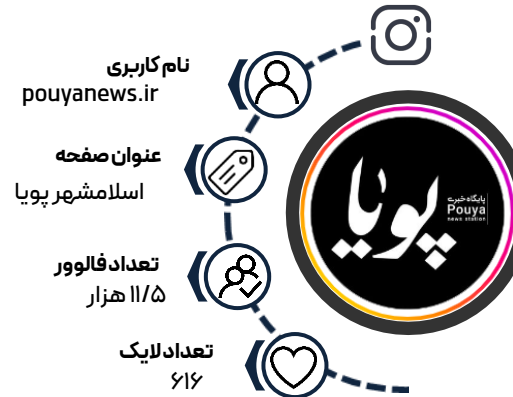 نام کاربری
pouyanews.ir
عنوان صفحه
اسلامشهر پویا
تعداد فالوور
۱۱/۵ هزار
تعداد لایک
۶۱۶
پویا
پایگاه خبری
Pouya
news station